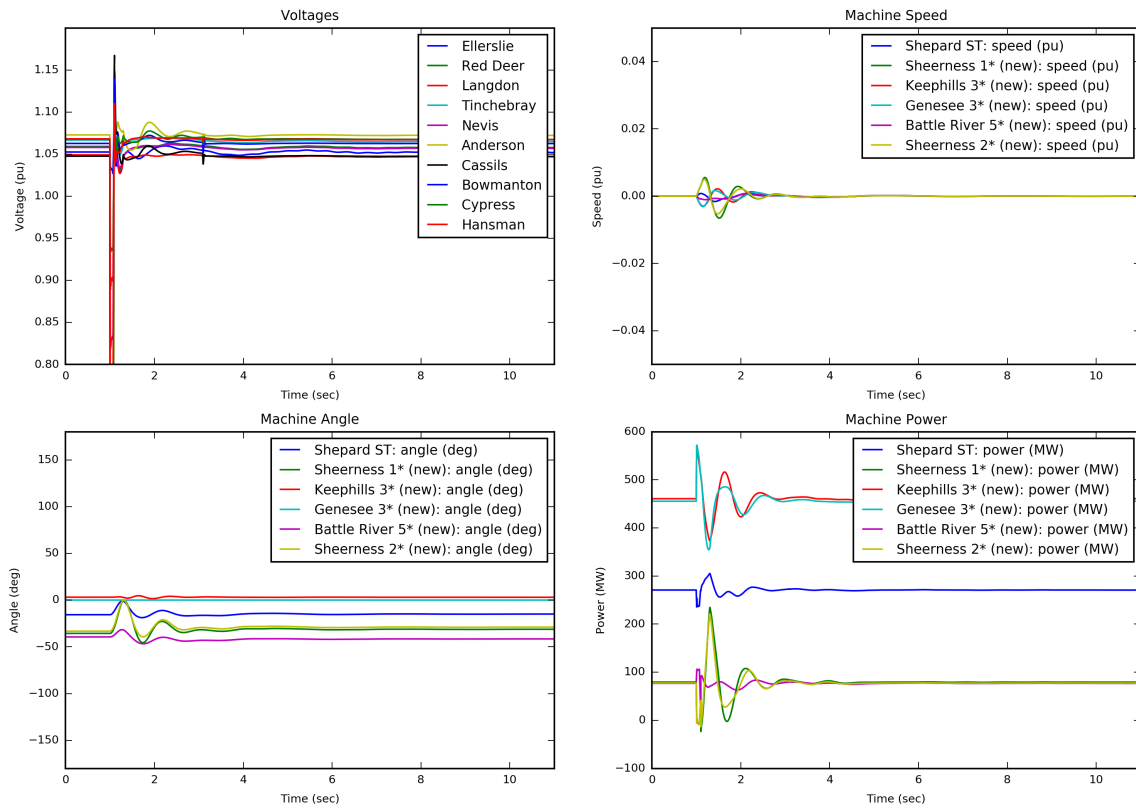 Voltages
1.15
1.10
1.05
1.00
0.95
0.90
0.85
0.80
Voltage (pu)
0
2
4
6
8
10
Time (sec)
Ellerslie
Red Deer
Langdon
Tinchebray
Nevis
Anderson
Cassils
Bowmanton
Cypress
Hansman
Machine Speed
0.04
0.02
0.00
−0.02
−0.04
Speed (pu)
0
2
4
6
8
10
Time (sec)
Shepard ST: speed (pu)
Sheerness 1* (new): speed (pu)
Keephills 3* (new): speed (pu)
Genesee 3* (new): speed (pu)
Battle River 5* (new): speed (pu)
Sheerness 2* (new): speed (pu)
Machine Angle
150
100
50
0
−50
−100
−150
Angle (deg)
0
2
4
6
8
10
Time (sec)
Shepard ST: angle (deg)
Sheerness 1* (new): angle (deg)
Keephills 3* (new): angle (deg)
Genesee 3* (new): angle (deg)
Battle River 5* (new): angle (deg)
Sheerness 2* (new): angle (deg)
Machine Power
600
500
400
300
200
100
0
−100
Power (MW)
0
2
4
6
8
10
Time (sec)
Shepard ST: power (MW)
Sheerness 1* (new): power (MW)
Keephills 3* (new): power (MW)
Genesee 3* (new): power (MW)
Battle River 5* (new): power (MW)
Sheerness 2* (new): power (MW)